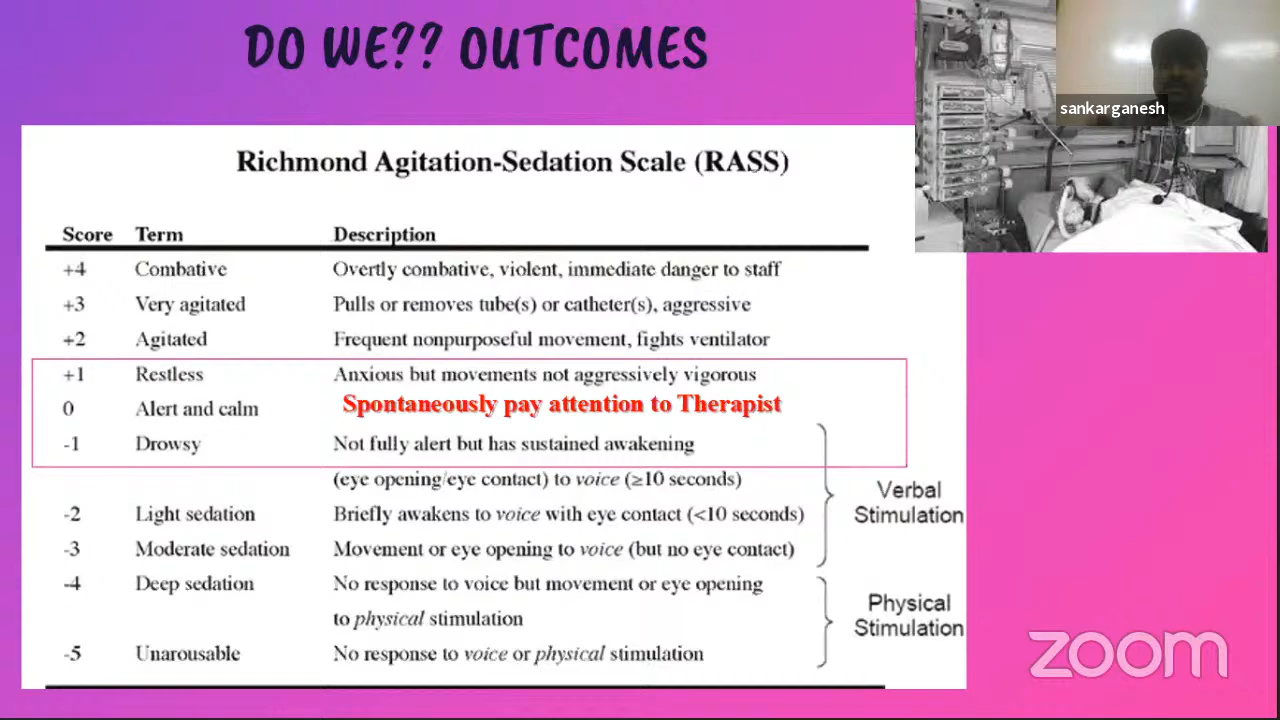 DO WE?? OUTCOMES
sankarganesh
Richmond Agitation-Sedation Scale (RASS)
Score Term Description
+4 Combative Overtly combative, violent, immediate danger to staff
+3 Very agitated Pulls or removes tube(s) or catheter(s), aggressive
+2 Agitated Frequent nonpurposeful movement, fights ventilator
+1 Restless Anxious but movements not aggressively vigorous
0 Alert and calm Spontaneously pay attention to Therapist
-1 Drowsy Not fully alert but has sustained awakening
(eye opening/eye contact) to voice (≥10 seconds)
-2 Light sedation Briefly awakens to voice with eye contact (<10 seconds)
-3 Moderate sedation Movement or eye opening to voice (but no eye contact)
Verbal
Stimulation
-4 Deep sedation No response to voice but movement or eye opening
to physical stimulation
-5 Unarousable No response to voice or physical stimulation
Physical
Stimulation
zoom